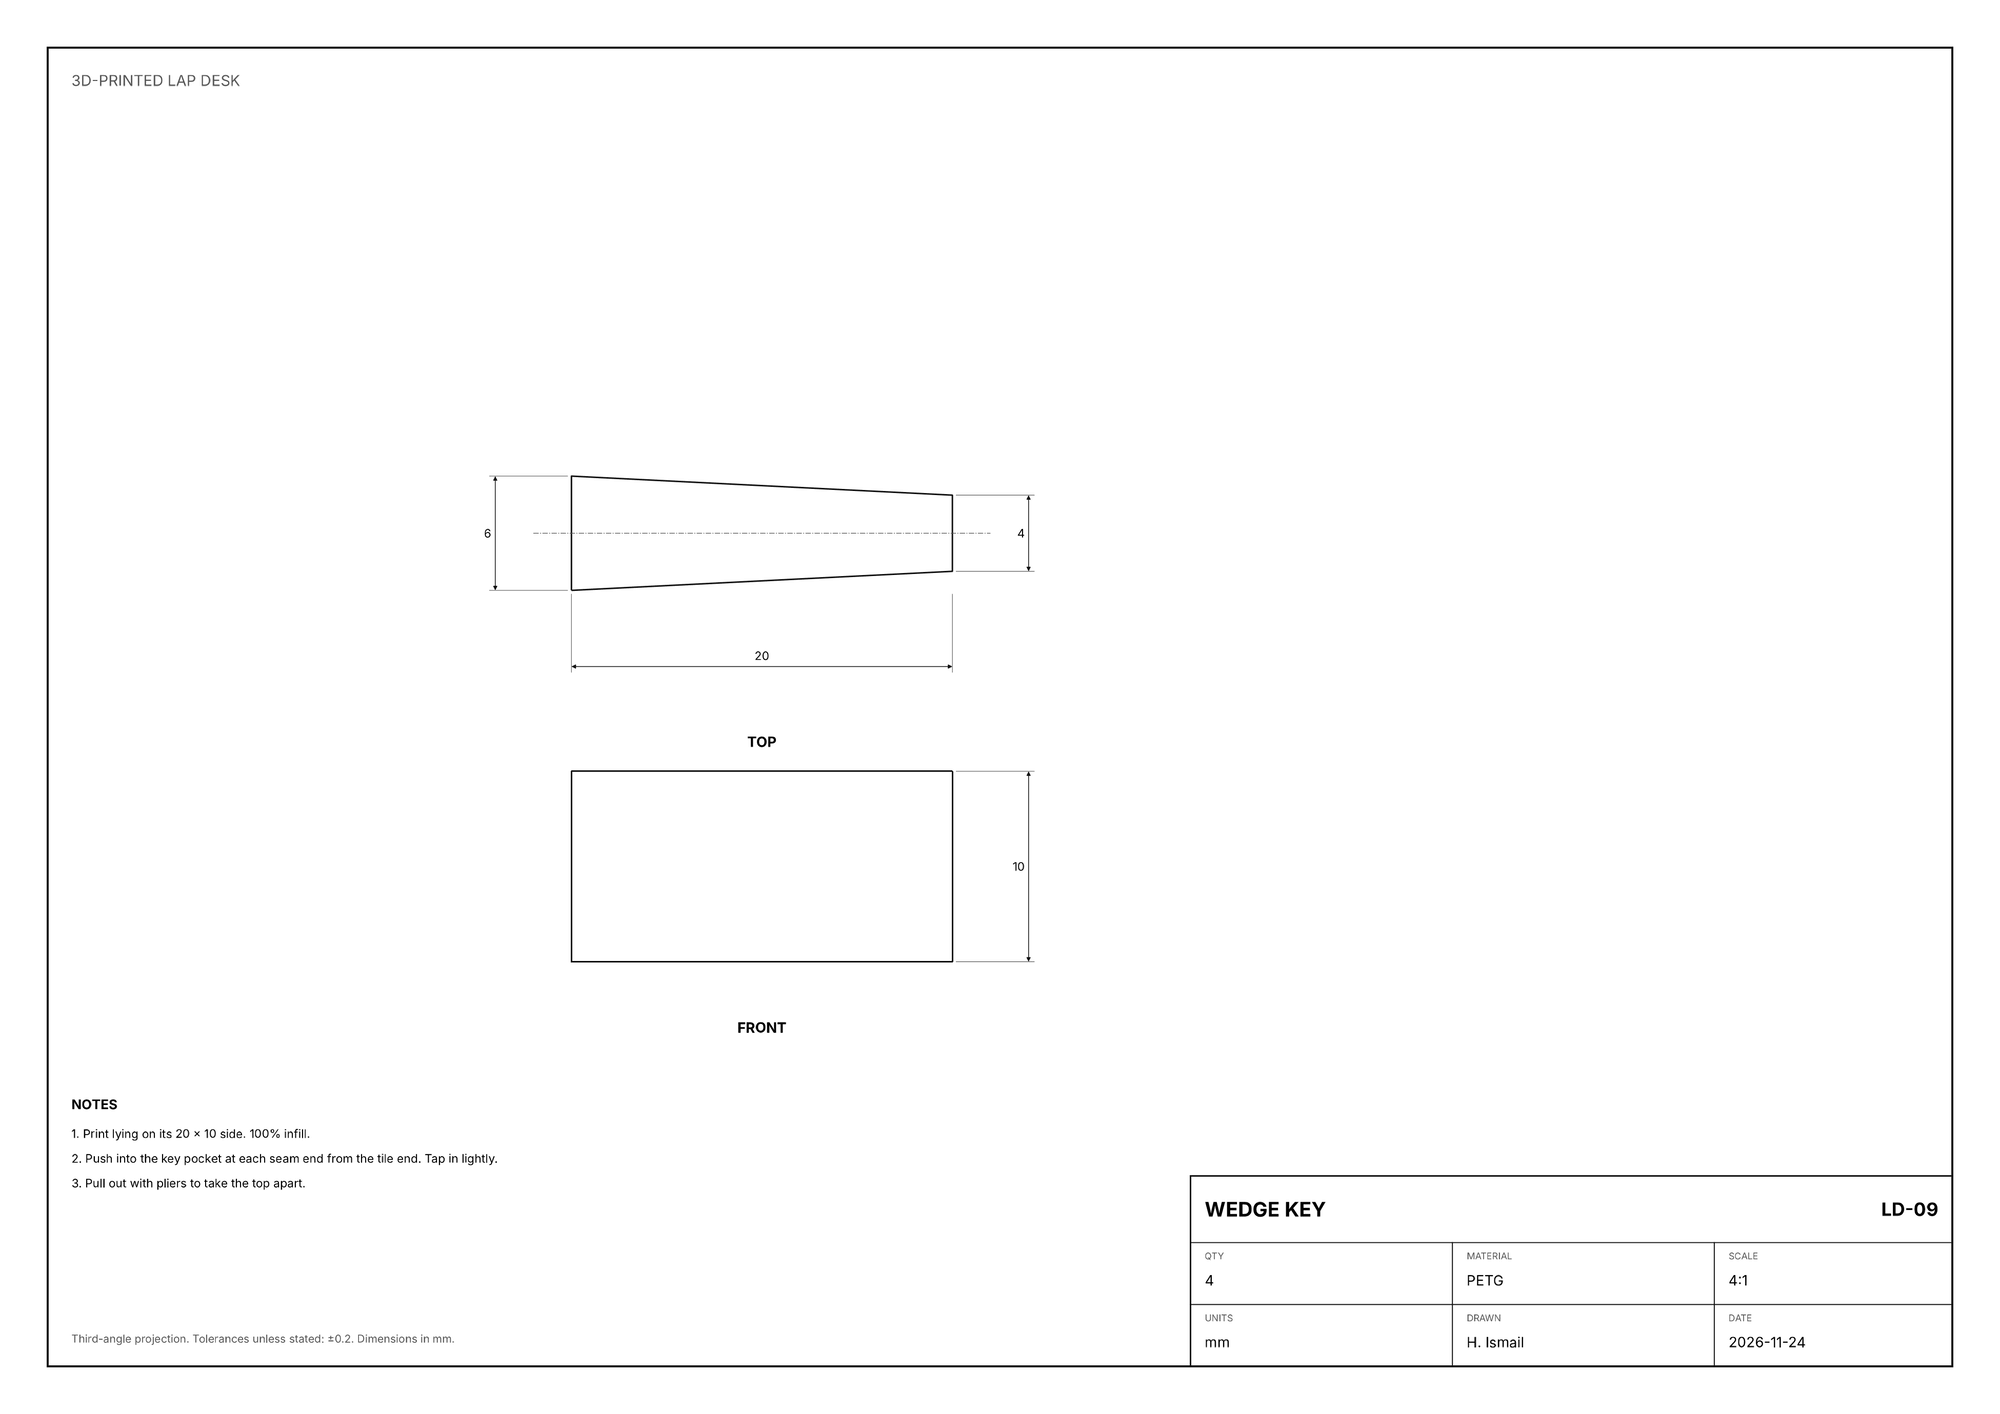 3D-PRINTED LAP DESK
6
4
20
TOP
10
FRONT
NOTES
1. Print lying on its 20 × 10 side. 100% infill.
2. Push into the key pocket at each seam end from the tile end. Tap in lightly.
3. Pull out with pliers to take the top apart.
WEDGE KEY LD-09
QTY MATERIAL SCALE
4 PETG 4:1
UNITS DRAWN DATE
mm H. Ismail 2026-11-24
Third-angle projection. Tolerances unless stated: ±0.2. Dimensions in mm.